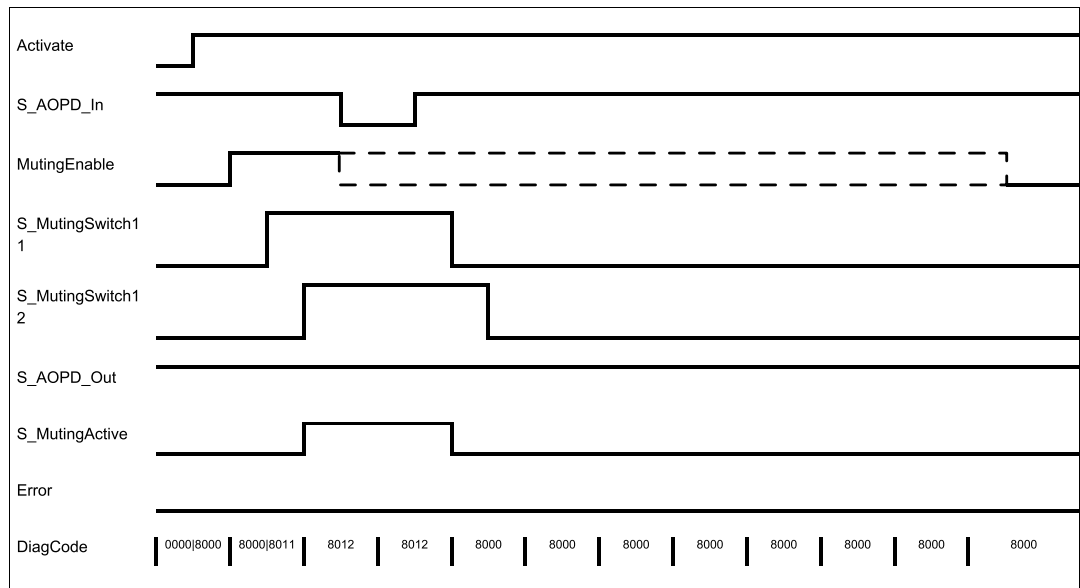 Activate
S_AOPD_In
MutingEnable
S_MutingSwitch1
1
S_MutingSwitch1
2
S_AOPD_Out
S_MutingActive
Error
DiagCode 0000|8000 8000|8011 8012 8012 8000 8000 8000 8000 8000 8000 8000 8000